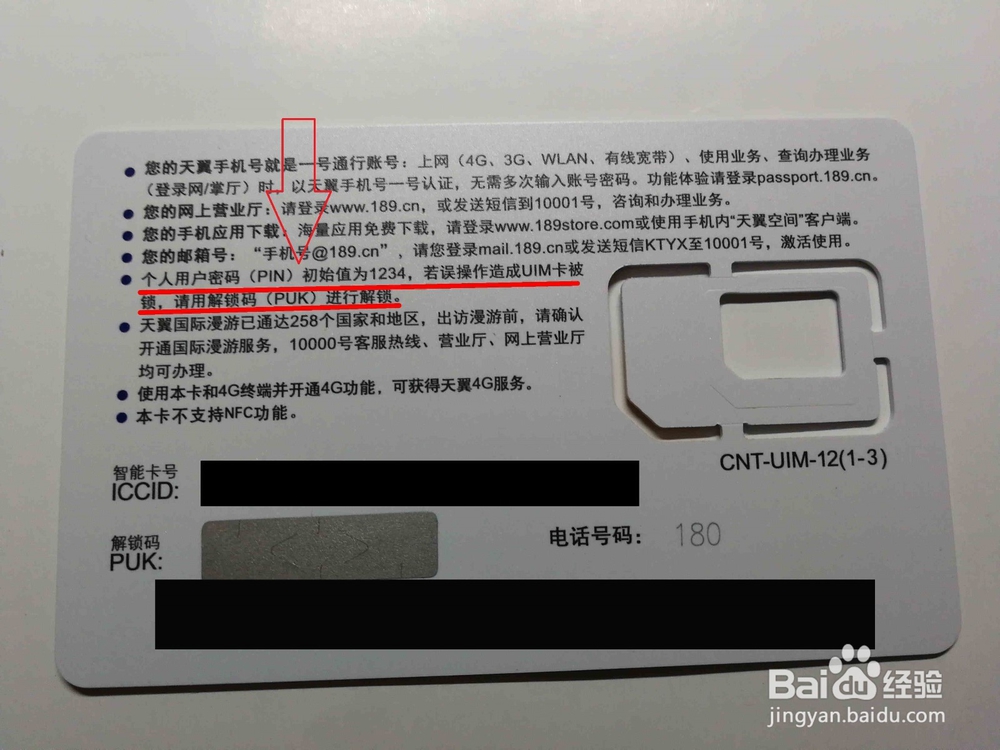 您的天翼手机号就是一号通行账号：上网（4G、3G、WLAN、有线宽带）、使用业务、查询办理业务
（登录网/掌厅）时，以天翼手机号一号认证，无需多次输入账号密码。功能体验请登录passport.189.cn。
您的网上营业厅：请登录www.189.cn，或发送短信到10001号，咨询和办理业务。
您的手机应用下载：海量应用免费下载，请登录www.189store.com或使用手机内“天翼空间”客户端。
您的邮箱号：“手机号@189.cn”，请您登录mail.189.cn或发送短信KTYX至10001号，激活使用。
个人用户密码（PIN）初始值为1234，若误操作造成UIM卡被
锁，请用解锁码（PUK）进行解锁。
天翼国际漫游已通达258个国家和地区，出访漫游前，请确认
开通国际漫游服务，10000号客服热线、营业厅、网上营业厅
均可办理。
使用本卡和4G终端并开通4G功能，可获得天翼4G服务。
本卡不支持NFC功能。
CNT-UIM-12(1-3)
智能卡号
ICCID:
解锁码
PUK:
电话号码： 180
Baidu经验
jingyan.baidu.com